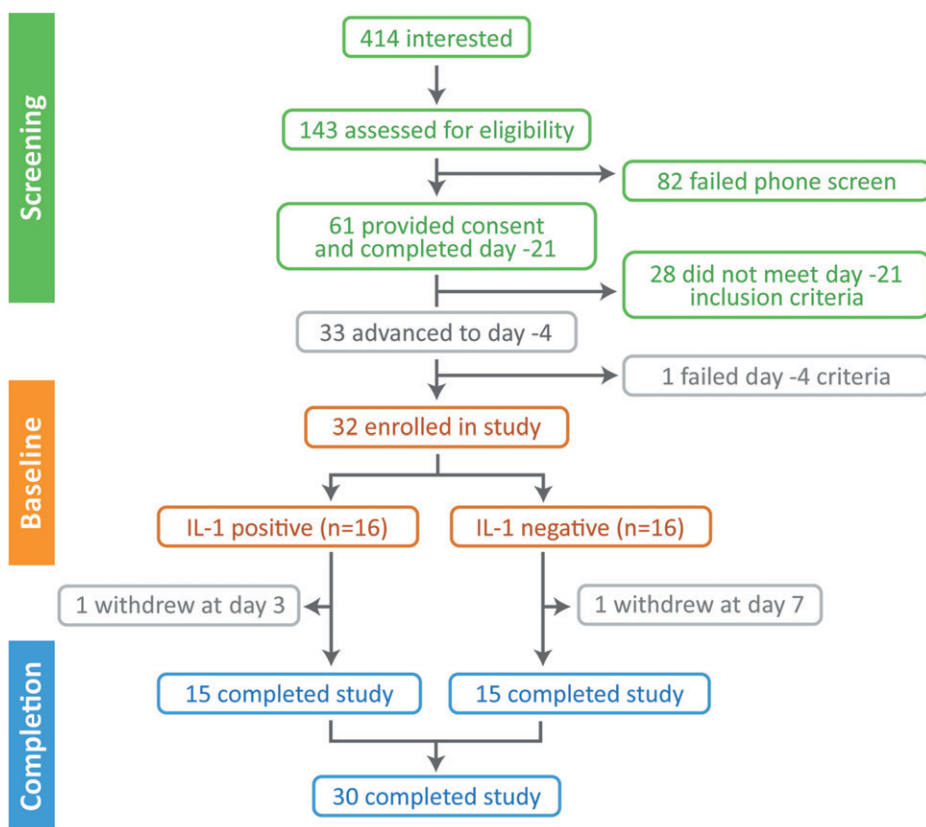 Screening
414 interested
143 assessed for eligibility
82 failed phone screen
61 provided consent
and completed day -21
28 did not meet day -21
inclusion criteria
33 advanced to day -4
1 failed day -4 criteria
Baseline
32 enrolled in study
IL-1 positive (n=16)
IL-1 negative (n=16)
1 withdrew at day 3
1 withdrew at day 7
Completion
15 completed study
15 completed study
30 completed study